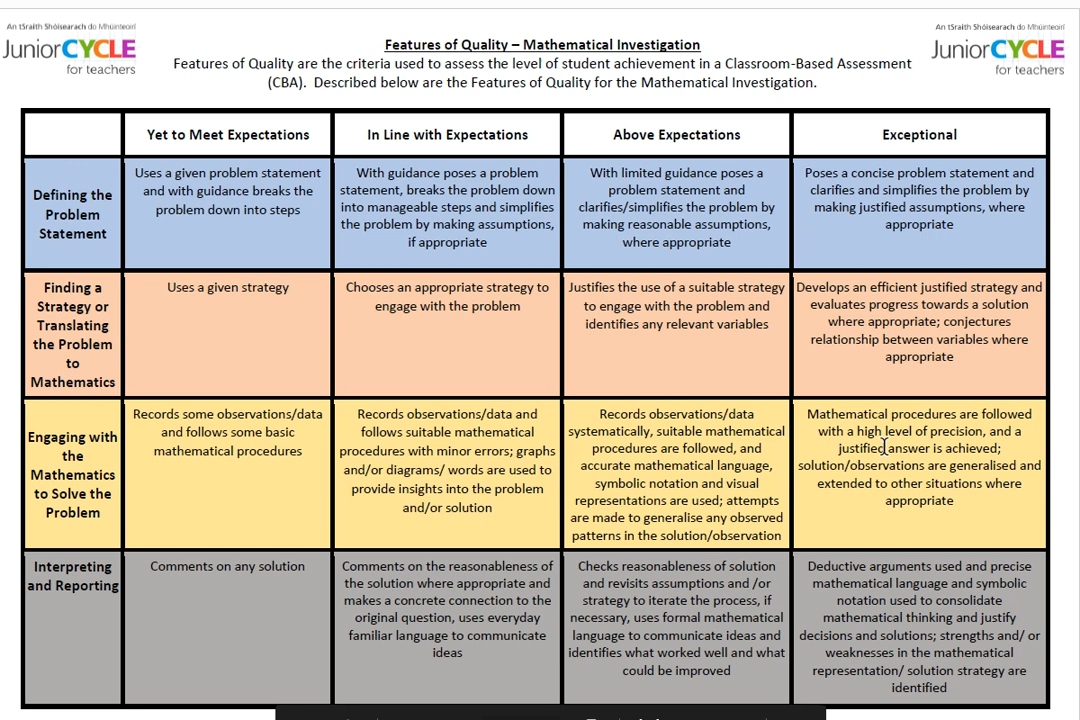 An tSraith Shóisearach do Mhúinteoirí
JuniorCYCLE
for teachers
An tSraith Shóisearach do Mhúinteoirí
JuniorCYCLE
for teachers
Features of Quality – Mathematical Investigation
Features of Quality are the criteria used to assess the level of student achievement in a Classroom-Based Assessment
(CBA).  Described below are the Features of Quality for the Mathematical Investigation.
Yet to Meet Expectations
In Line with Expectations
Above Expectations
Exceptional
Defining the
Problem
Statement
Uses a given problem statement
and with guidance breaks the
problem down into steps
With guidance poses a problem
statement, breaks the problem down
into manageable steps and simplifies
the problem by making assumptions,
if appropriate
With limited guidance poses a
problem statement and
clarifies/simplifies the problem by
making reasonable assumptions,
where appropriate
Poses a concise problem statement and
clarifies and simplifies the problem by
making justified assumptions, where
appropriate
Finding a
Strategy or
Translating
the Problem
to
Mathematics
Uses a given strategy
Chooses an appropriate strategy to
engage with the problem
Justifies the use of a suitable strategy
to engage with the problem and
identifies any relevant variables
Develops an efficient justified strategy and
evaluates progress towards a solution
where appropriate; conjectures
relationship between variables where
appropriate
Engaging with
the
Mathematics
to Solve the
Problem
Records some observations/data
and follows some basic
mathematical procedures
Records observations/data and
follows suitable mathematical
procedures with minor errors; graphs
and/or diagrams/ words are used to
provide insights into the problem
and/or solution
Records observations/data
systematically, suitable mathematical
procedures are followed, and
accurate mathematical language,
symbolic notation and visual
representations are used; attempts
are made to generalise any observed
patterns in the solution/observation
Mathematical procedures are followed
with a high level of precision, and a
justified answer is achieved;
solution/observations are generalised and
extended to other situations where
appropriate
Interpreting
and Reporting
Comments on any solution
Comments on the reasonableness of
the solution where appropriate and
makes a concrete connection to the
original question, uses everyday
familiar language to communicate
ideas
Checks reasonableness of solution
and revisits assumptions and /or
strategy to iterate the process, if
necessary, uses formal mathematical
language to communicate ideas and
identifies what worked well and what
could be improved
Deductive arguments used and precise
mathematical language and symbolic
notation used to consolidate
mathematical thinking and justify
decisions and solutions; strengths and/ or
weaknesses in the mathematical
representation/ solution strategy are
identified